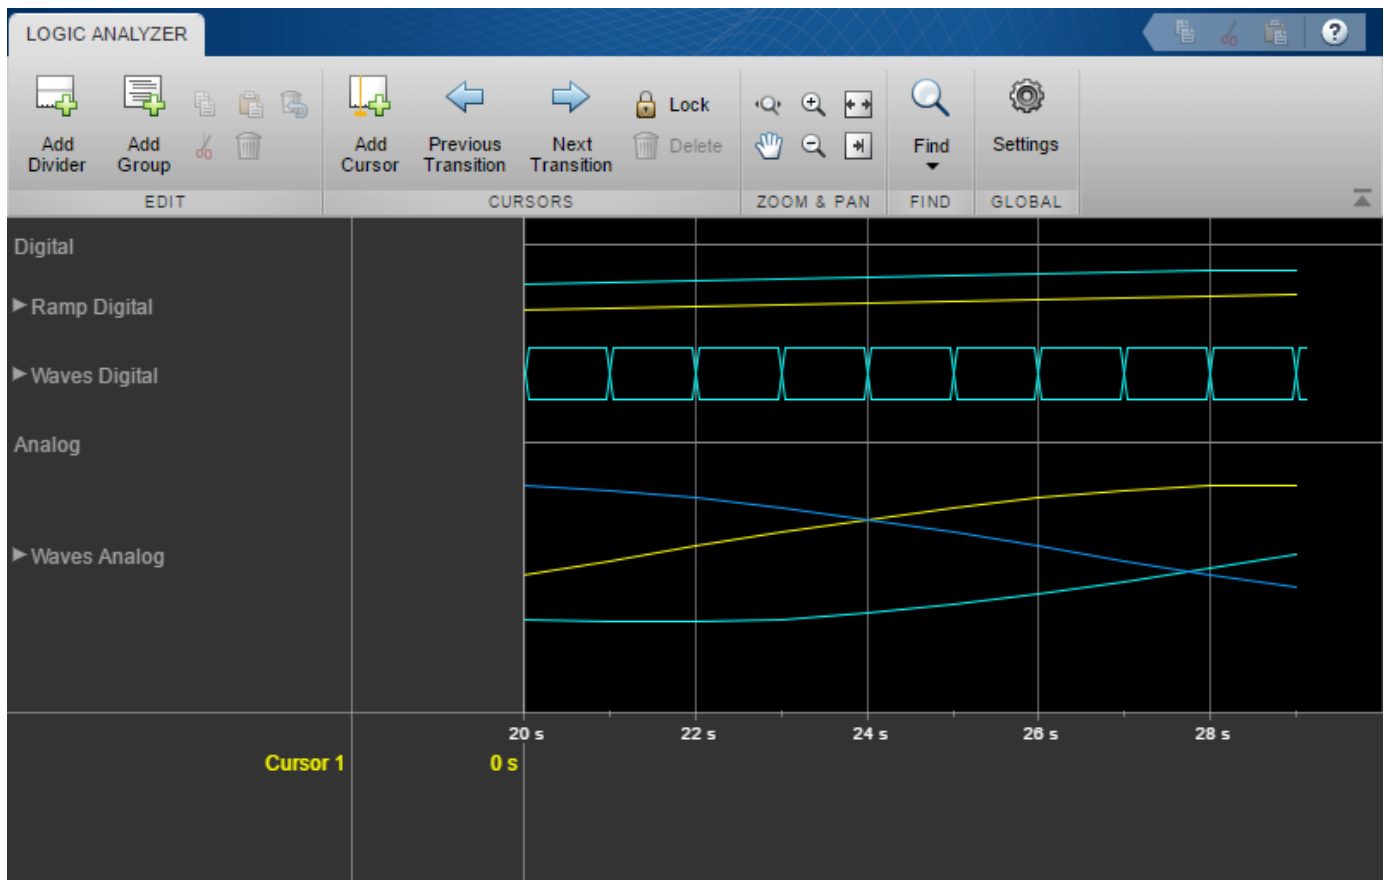 LOGIC ANALYZER
?
Lock
Add Divider
Add Group
Add Cursor
Previous Transition
Next Transition
Delete
Find
Settings
EDIT
CURSORS
ZOOM & PAN
FIND
GLOBAL
Digital
Ramp Digital
Waves Digital
Analog
Waves Analog
20 s
22 s
24 s
26 s
28 s
Cursor 1
0 s